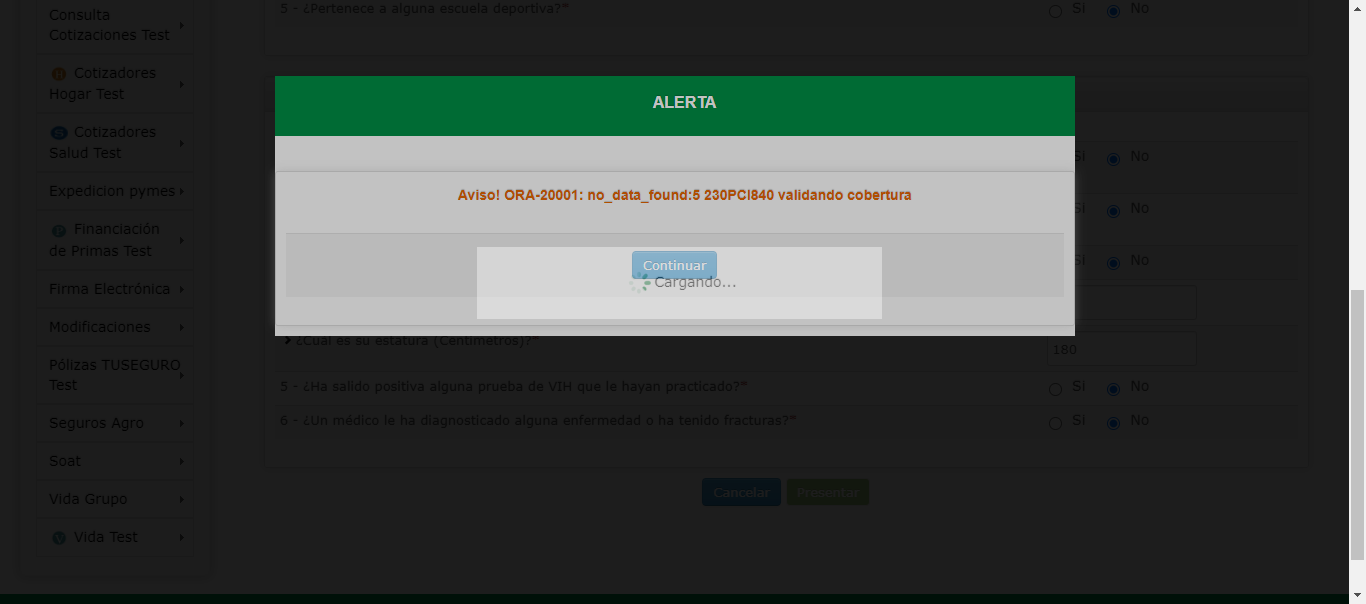 Consulta
Cotizaciones Test
Cotizadores
Hogar Test
Cotizadores
Salud Test
Expedicion pymes
Financiación
de Primas Test
Firma Electrónica
Modificaciones
Pólizas TUSEGURO
Test
Seguros Agro
Soat
Vida Grupo
Vida Test
5 - ¿Pertenece a alguna escuela deportiva?* Si No
ALERTA
Aviso! ORA-20001: no_data_found:5 230PCI840 validando cobertura
Continuar
Cargando...
Si No
Si No
Si No
¿Cuál es su estatura (Centímetros)?* 180
5 - ¿Ha salido positiva alguna prueba de VIH que le hayan practicado?* Si No
6 - ¿Un médico le ha diagnosticado alguna enfermedad o ha tenido fracturas?* Si No
Cancelar Presentar